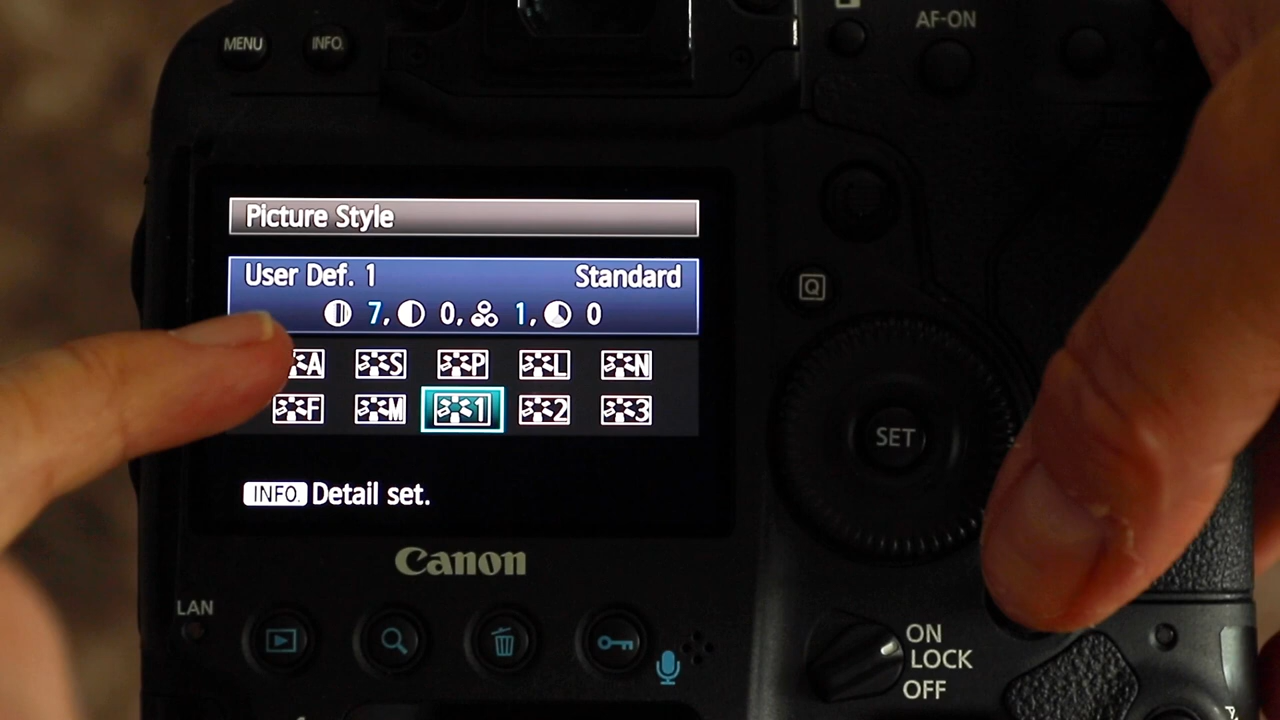 MENU INFO. AF-ON
Picture Style
User Def. 1 Standard
7, 0, 1, 0
A S P L N
F M 1 2 3
Q
SET
INFO. Detail set.
Canon
LAN
ON
LOCK
OFF